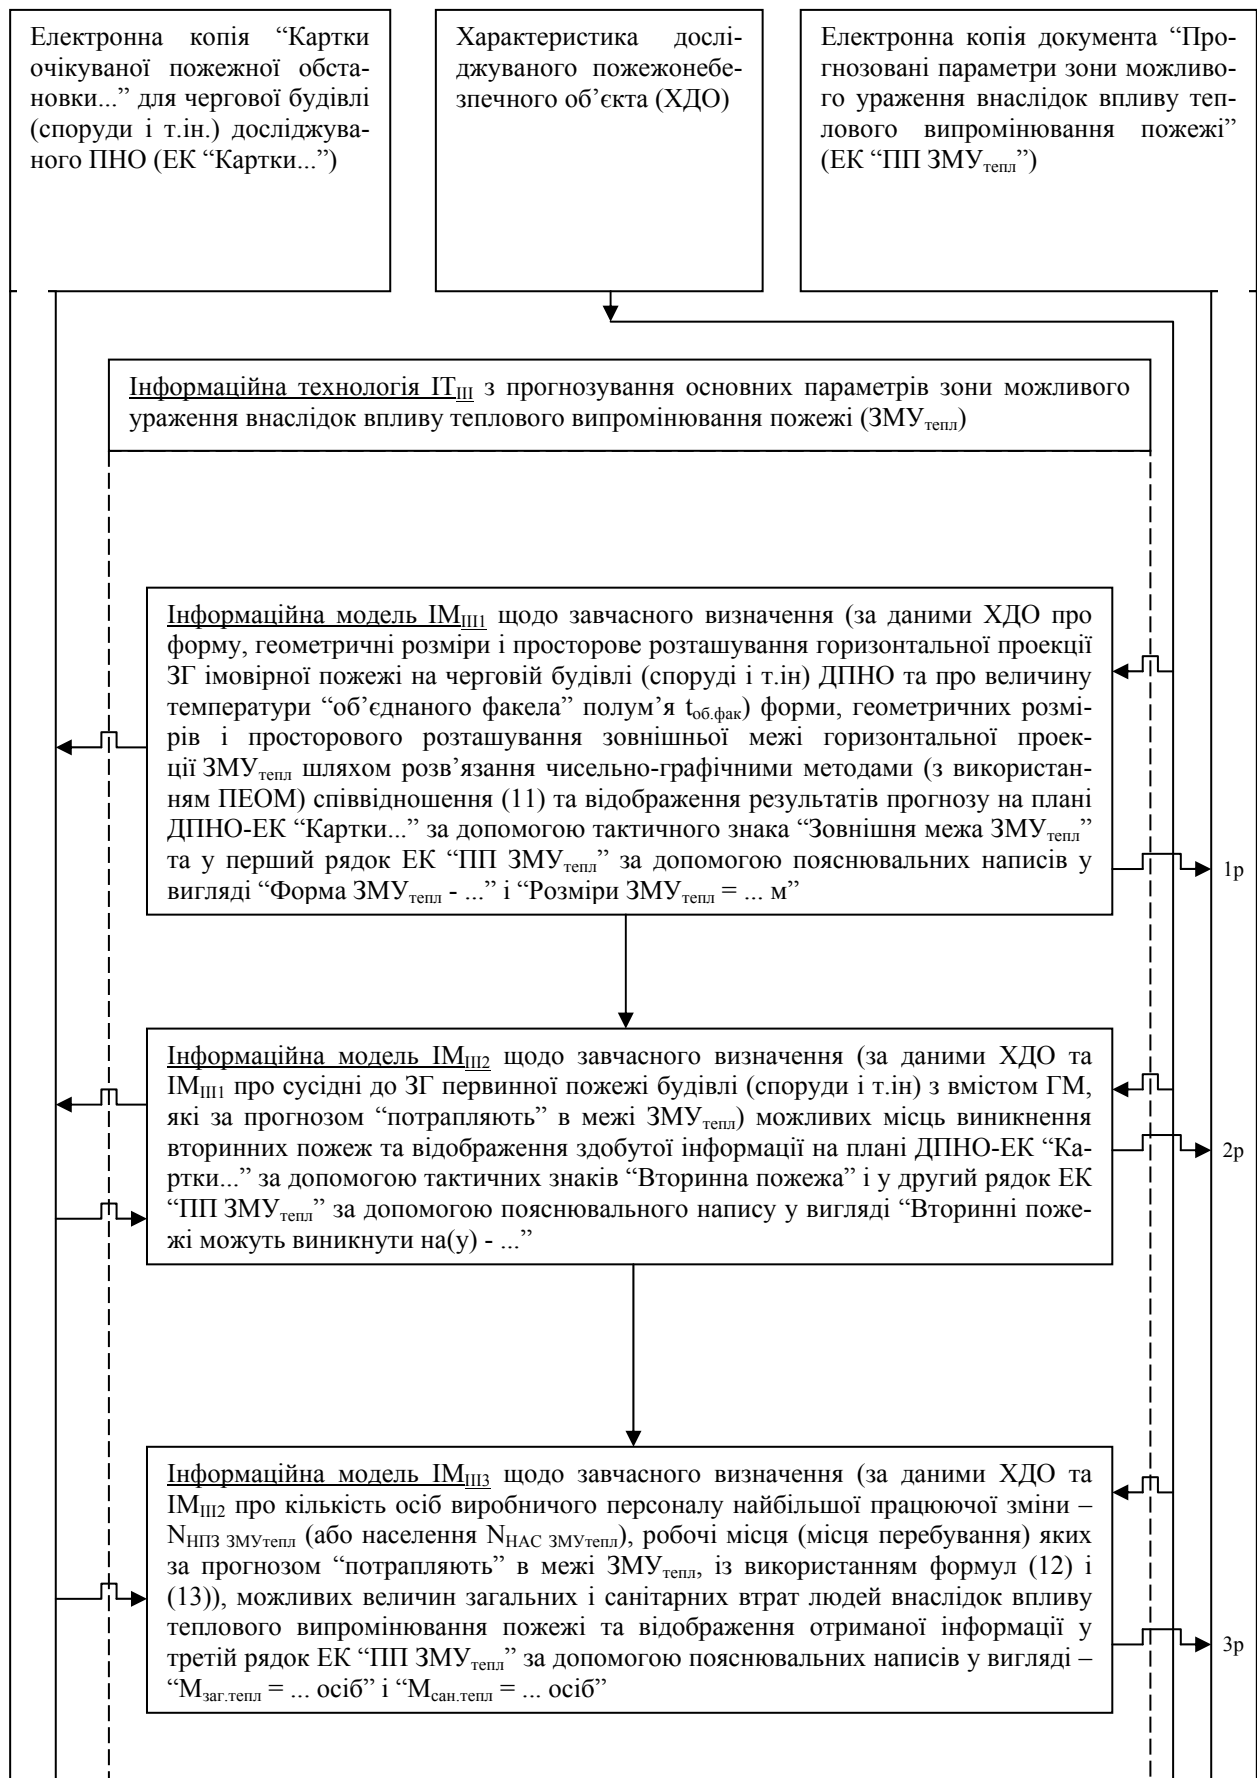 Електронна копія “Картки
очікуваної пожежної обста-
новки...” для чергової будівлі
(споруди і т.ін.) досліджува-
ного ПНО (ЕК “Картки...”)
Характеристика дослі-
джуваного пожежонебе-
зпечного об’єкта (ХДО)
Електронна копія документа “Про-
гнозовані параметри зони можливо-
го ураження внаслідок впливу теп-
лового випромінювання пожежі”
(ЕК “ПП ЗМУтепл”)
Інформаційна технологія ІТІІІ з прогнозування основних параметрів зони можливого
ураження внаслідок впливу теплового випромінювання пожежі (ЗМУтепл)
Інформаційна модель ІМІІІ1 щодо завчасного визначення (за даними ХДО про
форму, геометричні розміри і просторове розташування горизонтальної проекції
ЗГ імовірної пожежі на черговій будівлі (споруді і т.ін) ДПНО та про величину
температури “об’єднаного факела” полум’я tоб.фак) форми, геометричних розмі-
рів і просторового розташування зовнішньої межі горизонтальної проек-
ції ЗМУтепл шляхом розв’язання чисельно-графічними методами (з використан-
ням ПЕОМ) співвідношення (11) та відображення результатів прогнозу на плані
ДПНО-ЕК “Картки...” за допомогою тактичного знака “Зовнішня межа ЗМУтепл”
та у перший рядок ЕК “ПП ЗМУтепл” за допомогою пояснювальних написів у
вигляді “Форма ЗМУтепл - ...” і “Розміри ЗМУтепл = ... м”
1р
Інформаційна модель ІМІІІ2 щодо завчасного визначення (за даними ХДО та
ІМІІІ1 про сусідні до ЗГ первинної пожежі будівлі (споруди і т.ін) з вмістом ГМ,
які за прогнозом “потрапляють” в межі ЗМУтепл) можливих місць виникнення
вторинних пожеж та відображення здобутої інформації на плані ДПНО-ЕК “Ка-
ртки...” за допомогою тактичних знаків “Вторинна пожежа” і у другий рядок ЕК
“ПП ЗМУтепл” за допомогою пояснювального напису у вигляді “Вторинні поже-
жі можуть виникнути на(у) - ...”
2р
Інформаційна модель ІМІІІ3 щодо завчасного визначення (за даними ХДО та
ІМІІІ2 про кількість осіб виробничого персоналу найбільшої працюючої зміни –
NНПЗ ЗМУтепл (або населення NНАС ЗМУтепл), робочі місця (місця перебування) яких
за прогнозом “потрапляють” в межі ЗМУтепл, із використанням формул (12) і
(13)), можливих величин загальних і санітарних втрат людей внаслідок впливу
теплового випромінювання пожежі та відображення отриманої інформації у
третій рядок ЕК “ПП ЗМУтепл” за допомогою пояснювальних написів у вигляді –
“Мзаг.тепл = ... осіб” і “Мсан.тепл = ... осіб”
3р